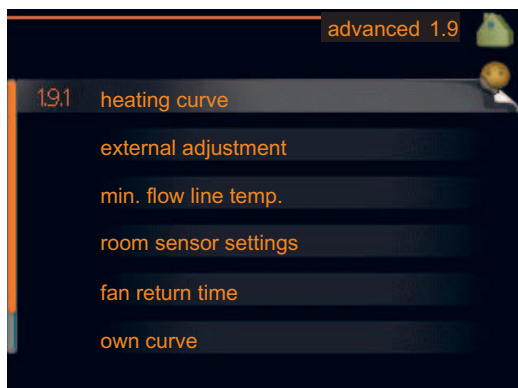 advanced 1.9
1.9.1 heating curve
external adjustment
min. flow line temp.
room sensor settings
fan return time
own curve